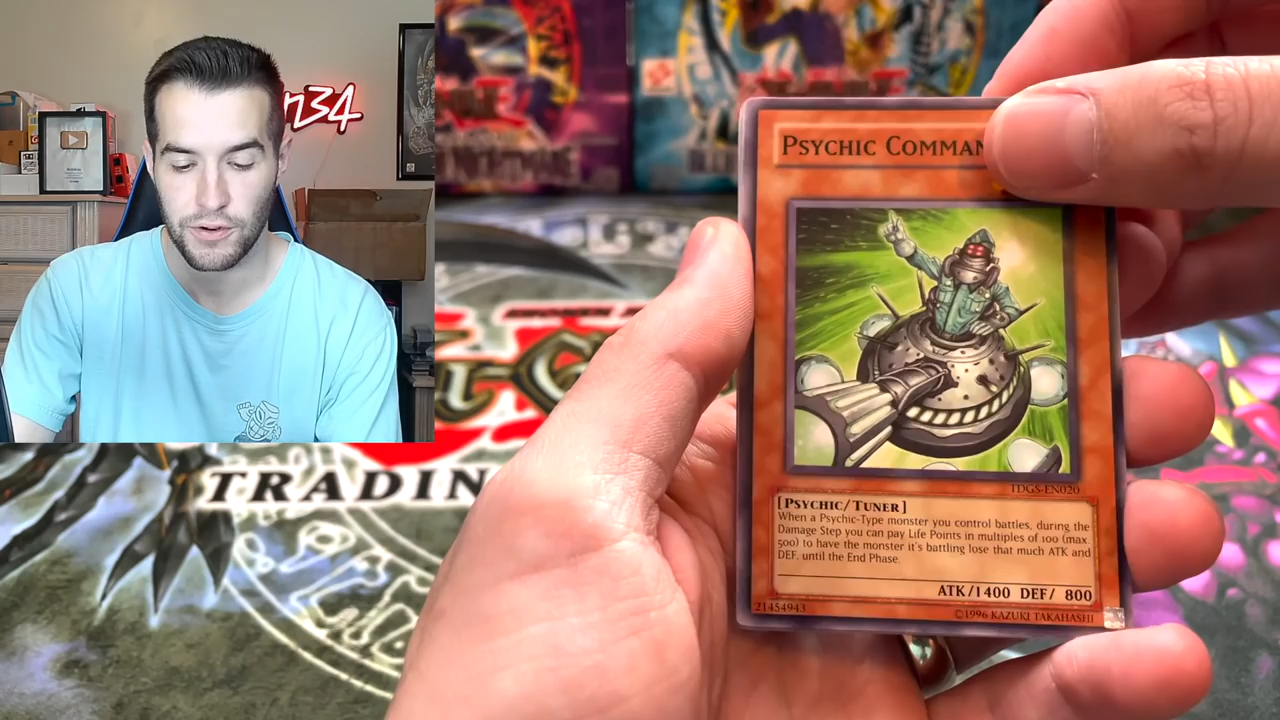 n34
PSYCHIC COMMAN
TDGS-EN020
[PSYCHIC/TUNER]
When a Psychic-Type monster you control battles, during the
Damage Step you can pay Life Points in multiples of 100 (max.
500) to have the monster it's battling lose that much ATK and
DEF, until the End Phase.
ATK/1400 DEF/ 800
21454943
©1996 KAZUKI TAKAHASHI
TRADIN